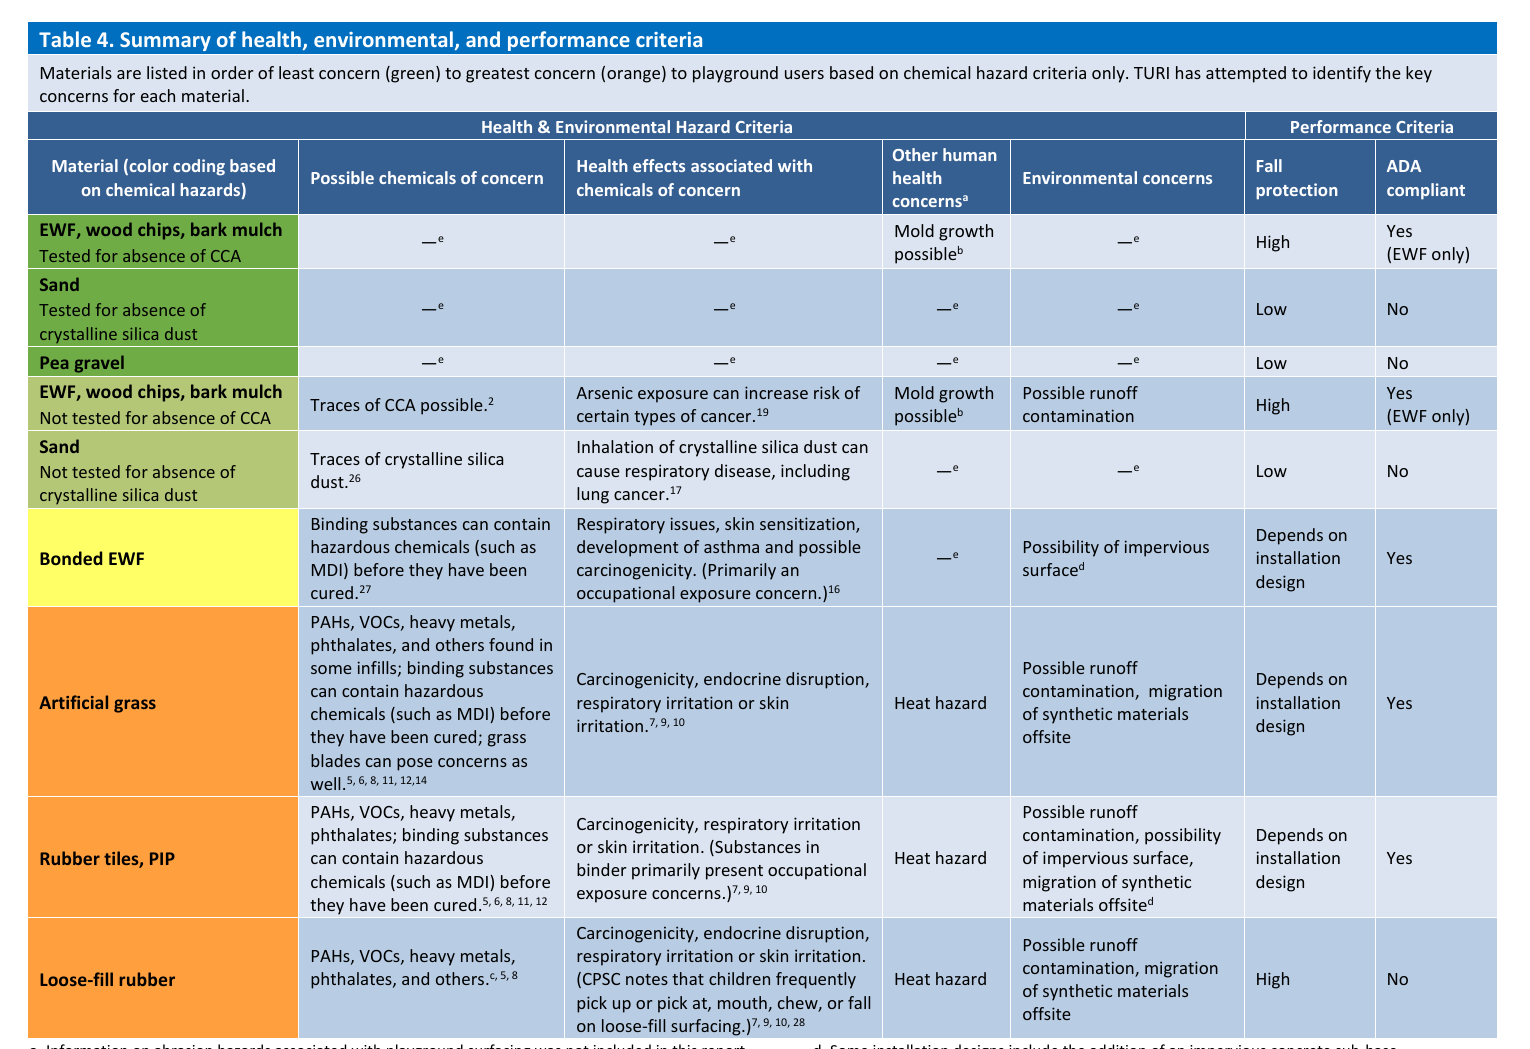 Table 4. Summary of health, environmental, and performance criteria
Materials are listed in order of least concern (green) to greatest concern (orange) to playground users based on chemical hazard criteria only. TURI has attempted to identify the key
concerns for each material.
Health & Environmental Hazard Criteria
Performance Criteria
Material (color coding based
on chemical hazards)
Possible chemicals of concern
Health effects associated with
chemicals of concern
Other human
health
concernsᵃ
Environmental concerns
Fall
protection
ADA
compliant
EWF, wood chips, bark mulch
Tested for absence of CCA
—ᵉ
—ᵉ
Mold growth
possibleᵇ
—ᵉ
High
Yes
(EWF only)
Sand
Tested for absence of
crystalline silica dust
—ᵉ
—ᵉ
—ᵉ
—ᵉ
Low
No
Pea gravel
—ᵉ
—ᵉ
—ᵉ
—ᵉ
Low
No
EWF, wood chips, bark mulch
Not tested for absence of CCA
Traces of CCA possible.²
Arsenic exposure can increase risk of
certain types of cancer.¹⁹
Mold growth
possibleᵇ
Possible runoff
contamination
High
Yes
(EWF only)
Sand
Not tested for absence of
crystalline silica dust
Traces of crystalline silica
dust.²⁶
Inhalation of crystalline silica dust can
cause respiratory disease, including
lung cancer.¹⁷
—ᵉ
—ᵉ
Low
No
Bonded EWF
Binding substances can contain
hazardous chemicals (such as
MDI) before they have been
cured.²⁷
Respiratory issues, skin sensitization,
development of asthma and possible
carcinogenicity. (Primarily an
occupational exposure concern.)¹⁶
—ᵉ
Possibility of impervious
surfaceᵈ
Depends on
installation
design
Yes
Artificial grass
PAHs, VOCs, heavy metals,
phthalates, and others found in
some infills; binding substances
can contain hazardous
chemicals (such as MDI) before
they have been cured; grass
blades can pose concerns as
well.⁵, ⁶, ⁸, ¹¹, ¹²,¹⁴
Carcinogenicity, endocrine disruption,
respiratory irritation or skin
irritation.⁷, ⁹, ¹⁰
Heat hazard
Possible runoff
contamination, migration
of synthetic materials
offsite
Depends on
installation
design
Yes
Rubber tiles, PIP
PAHs, VOCs, heavy metals,
phthalates; binding substances
can contain hazardous
chemicals (such as MDI) before
they have been cured.⁵, ⁶, ⁸, ¹¹, ¹²
Carcinogenicity, respiratory irritation
or skin irritation. (Substances in
binder primarily present occupational
exposure concerns.)⁷, ⁹, ¹⁰
Heat hazard
Possible runoff
contamination, possibility
of impervious surface,
migration of synthetic
materials offsiteᵈ
Depends on
installation
design
Yes
Loose-fill rubber
PAHs, VOCs, heavy metals,
phthalates, and others.ᶜ, ⁵, ⁸
Carcinogenicity, endocrine disruption,
respiratory irritation or skin irritation.
(CPSC notes that children frequently
pick up or pick at, mouth, chew, or fall
on loose-fill surfacing.)⁷, ⁹, ¹⁰, ²⁸
Heat hazard
Possible runoff
contamination, migration
of synthetic materials
offsite
High
No